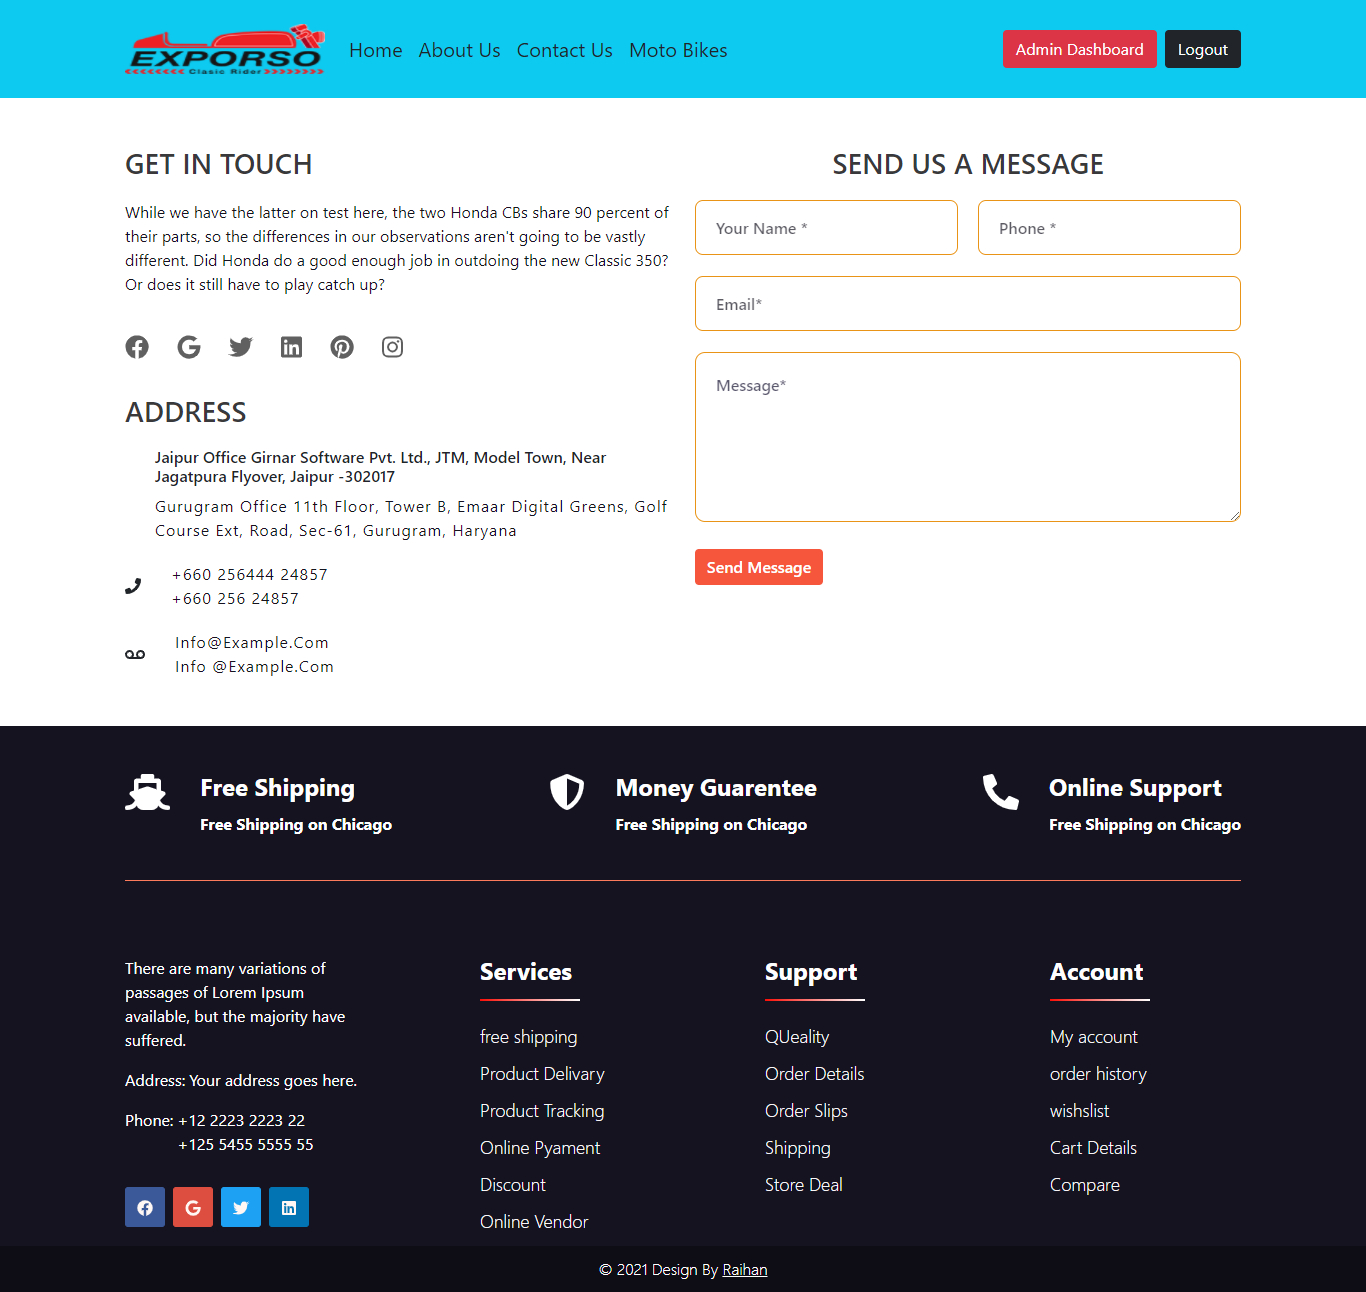 EXPORSO
Clasic Rider
Home About Us Contact Us Moto Bikes
Admin Dashboard Logout
GET IN TOUCH
While we have the latter on test here, the two Honda CBs share 90 percent of
their parts, so the differences in our observations aren't going to be vastly
different. Did Honda do a good enough job in outdoing the new Classic 350?
Or does it still have to play catch up?
ADDRESS
Jaipur Office Girnar Software Pvt. Ltd., JTM, Model Town, Near
Jagatpura Flyover, Jaipur -302017
Gurugram Office 11th Floor, Tower B, Emaar Digital Greens, Golf
Course Ext, Road, Sec-61, Gurugram, Haryana
+660 256444 24857
+660 256 24857
Info@Example.Com
Info @Example.Com
SEND US A MESSAGE
Your Name * Phone *
Email*
Message*
Send Message
Free Shipping
Free Shipping on Chicago
Money Guarentee
Free Shipping on Chicago
Online Support
Free Shipping on Chicago
There are many variations of
passages of Lorem Ipsum
available, but the majority have
suffered.
Address: Your address goes here.
Phone: +12 2223 2223 22
+125 5455 5555 55
Services
free shipping
Product Delivary
Product Tracking
Online Pyament
Discount
Online Vendor
Support
QUeality
Order Details
Order Slips
Shipping
Store Deal
Account
My account
order history
wishslist
Cart Details
Compare
© 2021 Design By Raihan